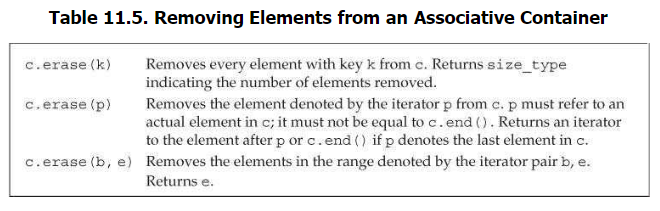 Table 11.5. Removing Elements from an Associative Container
c.erase(k) Removes every element with key k from c. Returns size_type
indicating the number of elements removed.
c.erase(p) Removes the element denoted by the iterator p from c. p must refer to an
actual element in c; it must not be equal to c.end(). Returns an iterator
to the element after p or c.end() if p denotes the last element in c.
c.erase(b, e) Removes the elements in the range denoted by the iterator pair b, e.
Returns e.